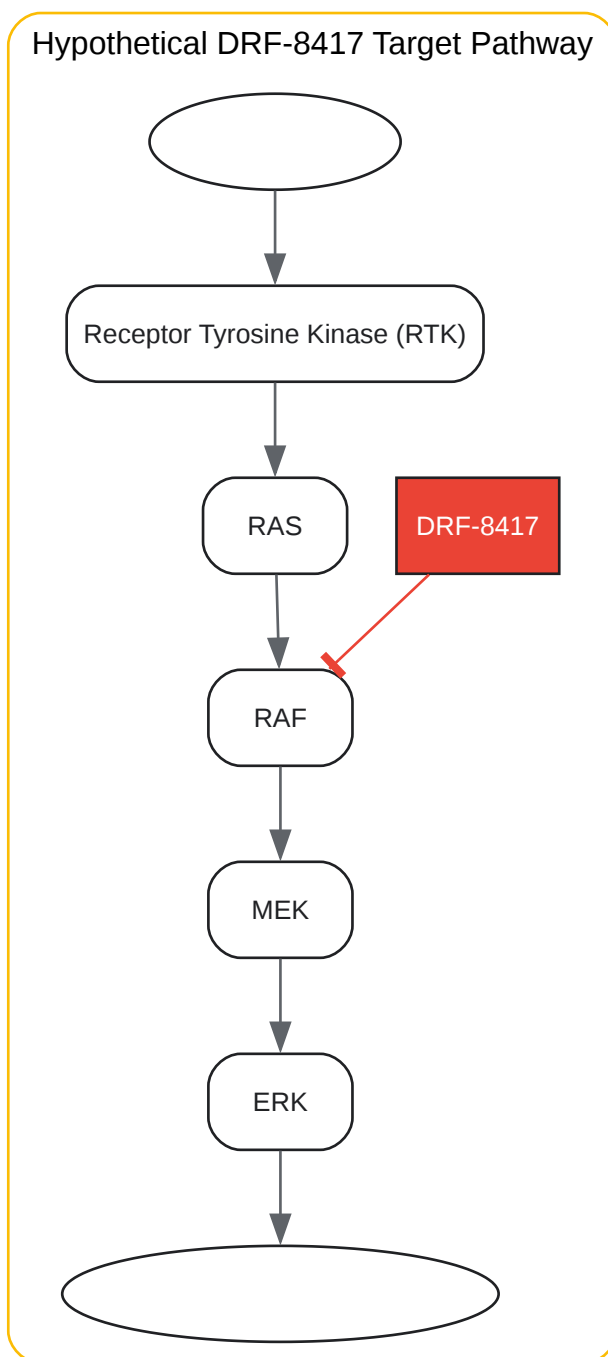 Hypothetical DRF-8417 Target Pathway
Receptor Tyrosine Kinase (RTK)
RAS
DRF-8417
RAF
MEK
ERK